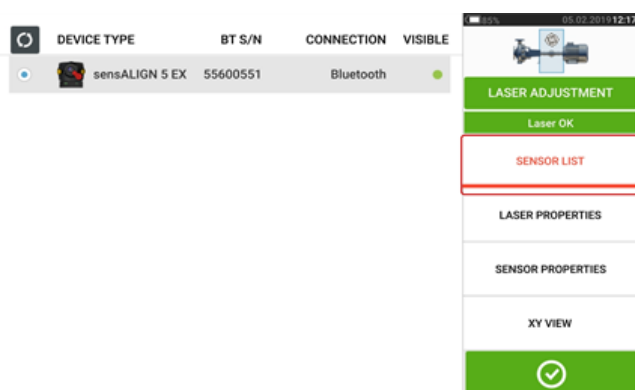 85% 05.02.2019 12:17
DEVICE TYPE BT S/N CONNECTION VISIBLE
sensALIGN 5 EX 55600551 Bluetooth
LASER ADJUSTMENT
Laser OK
SENSOR LIST
LASER PROPERTIES
SENSOR PROPERTIES
XY VIEW